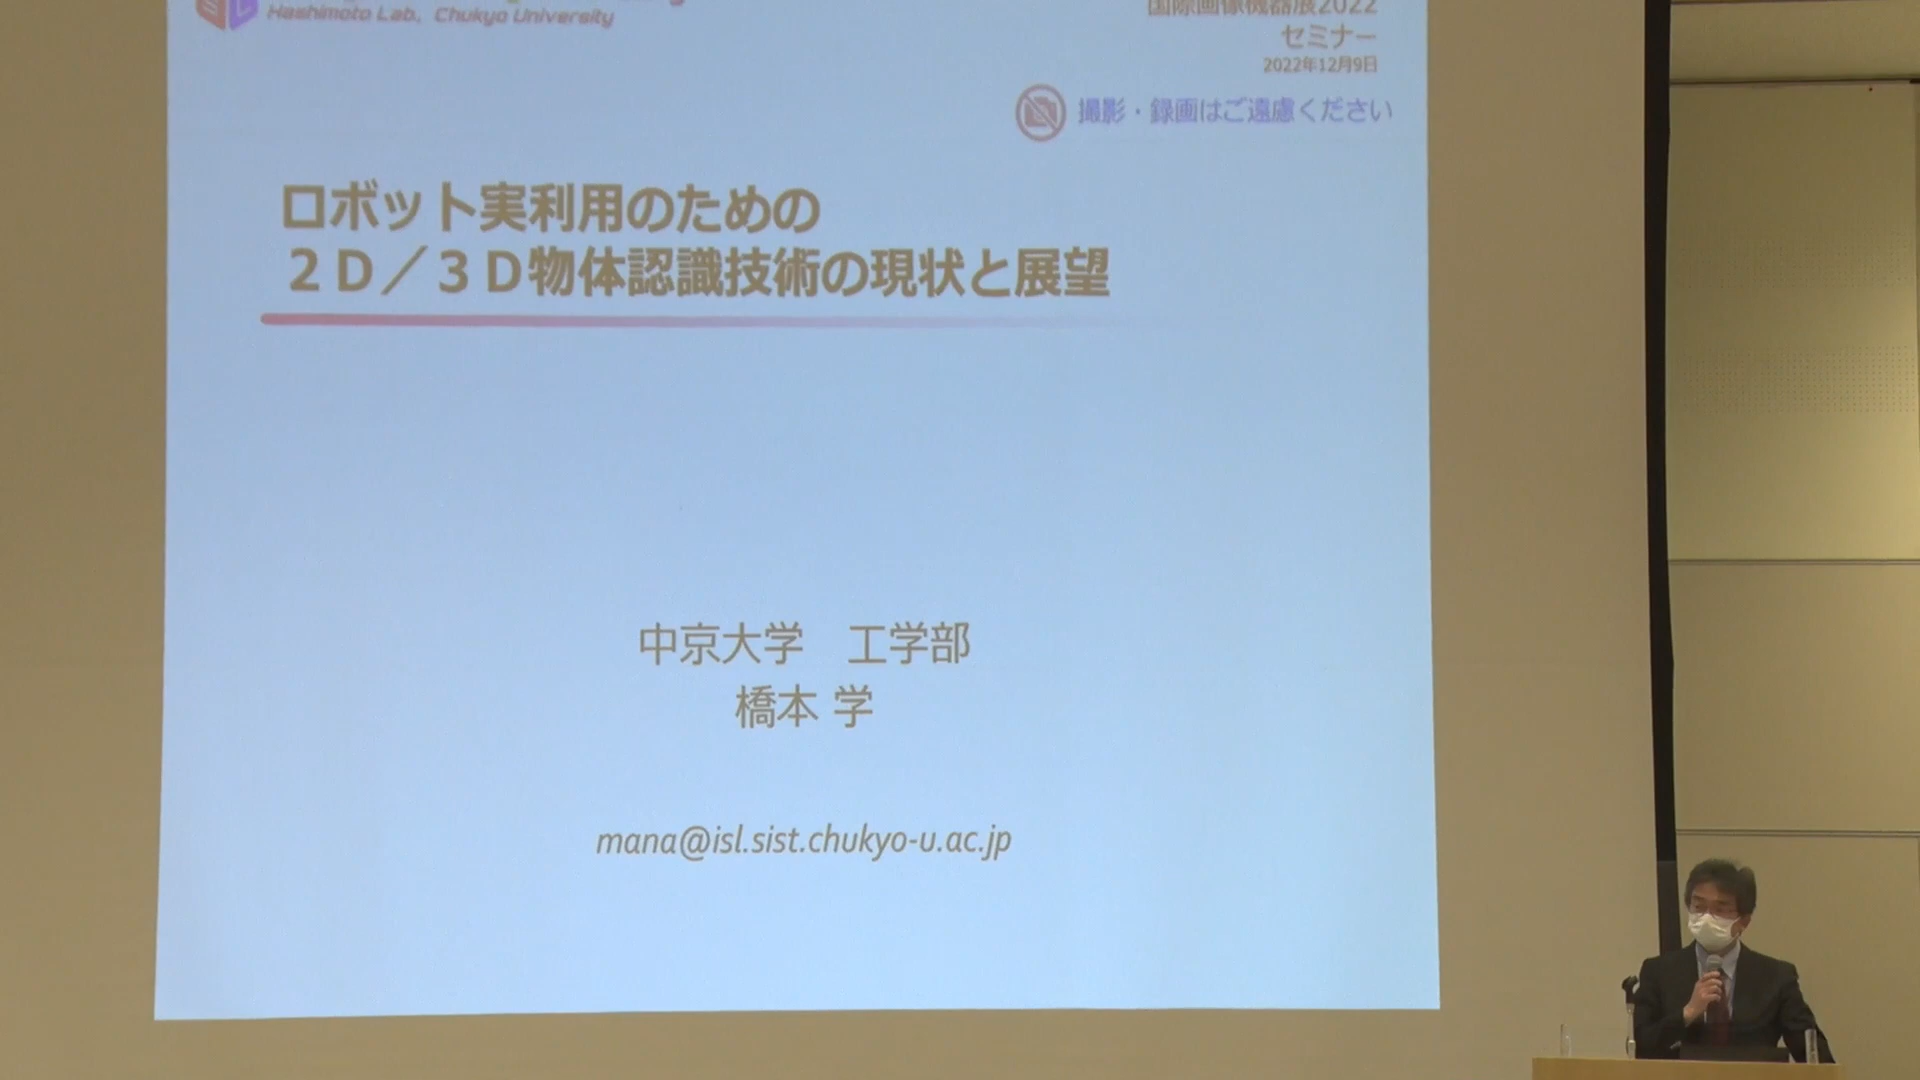 Hashimoto Lab., Chukyo University
国際画像機器展2022
セミナー
2022年12月9日
撮影・録画はご遠慮ください
ロボット実利用のための
２Ｄ／３Ｄ物体認識技術の現状と展望
中京大学　工学部
橋本 学
mana@isl.sist.chukyo-u.ac.jp